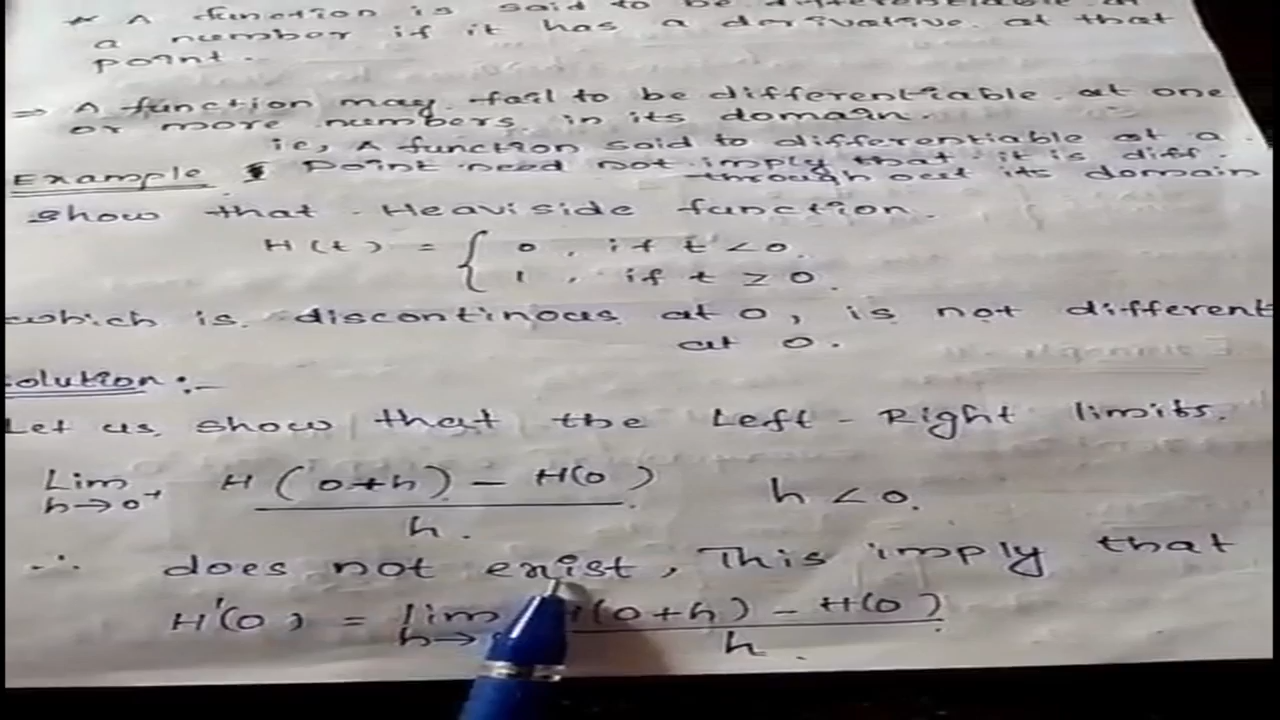 * A function is said to be differentiable at
a number if it has a derivative at that
point.
⇒ A function may fail to be differentiable at one
or more numbers in its domain.
ie, A function said to differentiable at a
Example Point need not imply that it is diff.
through out its domain
show that Heaviside function.
H(t) = { 0, if t < 0.
1, if t ≥ 0.
which is discontinous at 0, is not different
at 0.
solution :-
Let us show that the Left - Right limits.
Lim h→0+ H(0+h) - H(0) / h. h < 0.
∴ does not exist, This imply that
H'(0) = lim h→ H(0+h) - H(0) / h.